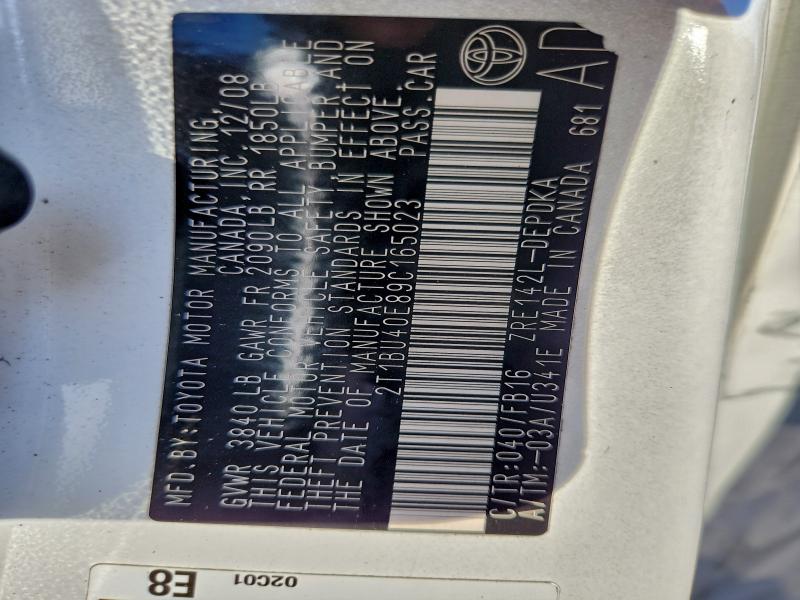 MFD.BY:TOYOTA MOTOR MANUFACTURING,
CANADA, INC. 12/08
GVWR 3840LB GAWR FR 2090LB RR 1850LB
THIS VEHICLE CONFORMS TO ALL APPLICABLE
FEDERAL MOTOR VEHICLE SAFETY, BUMPER, AND
THEFT PREVENTION STANDARDS IN EFFECT ON
THE DATE OF MANUFACTURE SHOWN ABOVE.
2T1BU40E89C165023 PASS.CAR
C/TR:040/FB16 ZRE142L-DEPDKA
A/TM:-03A/U341E MADE IN CANADA 681
AD
E8
02C01